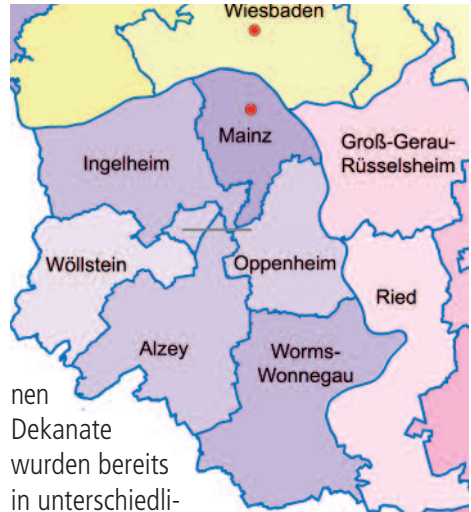 Wiesbaden
Mainz
Groß-Gerau-
Rüsselsheim
Ingelheim
Wöllstein
Oppenheim
Ried
Alzey
Worms-
Wonnegau
nen
Dekanate
wurden bereits
in unterschiedli-